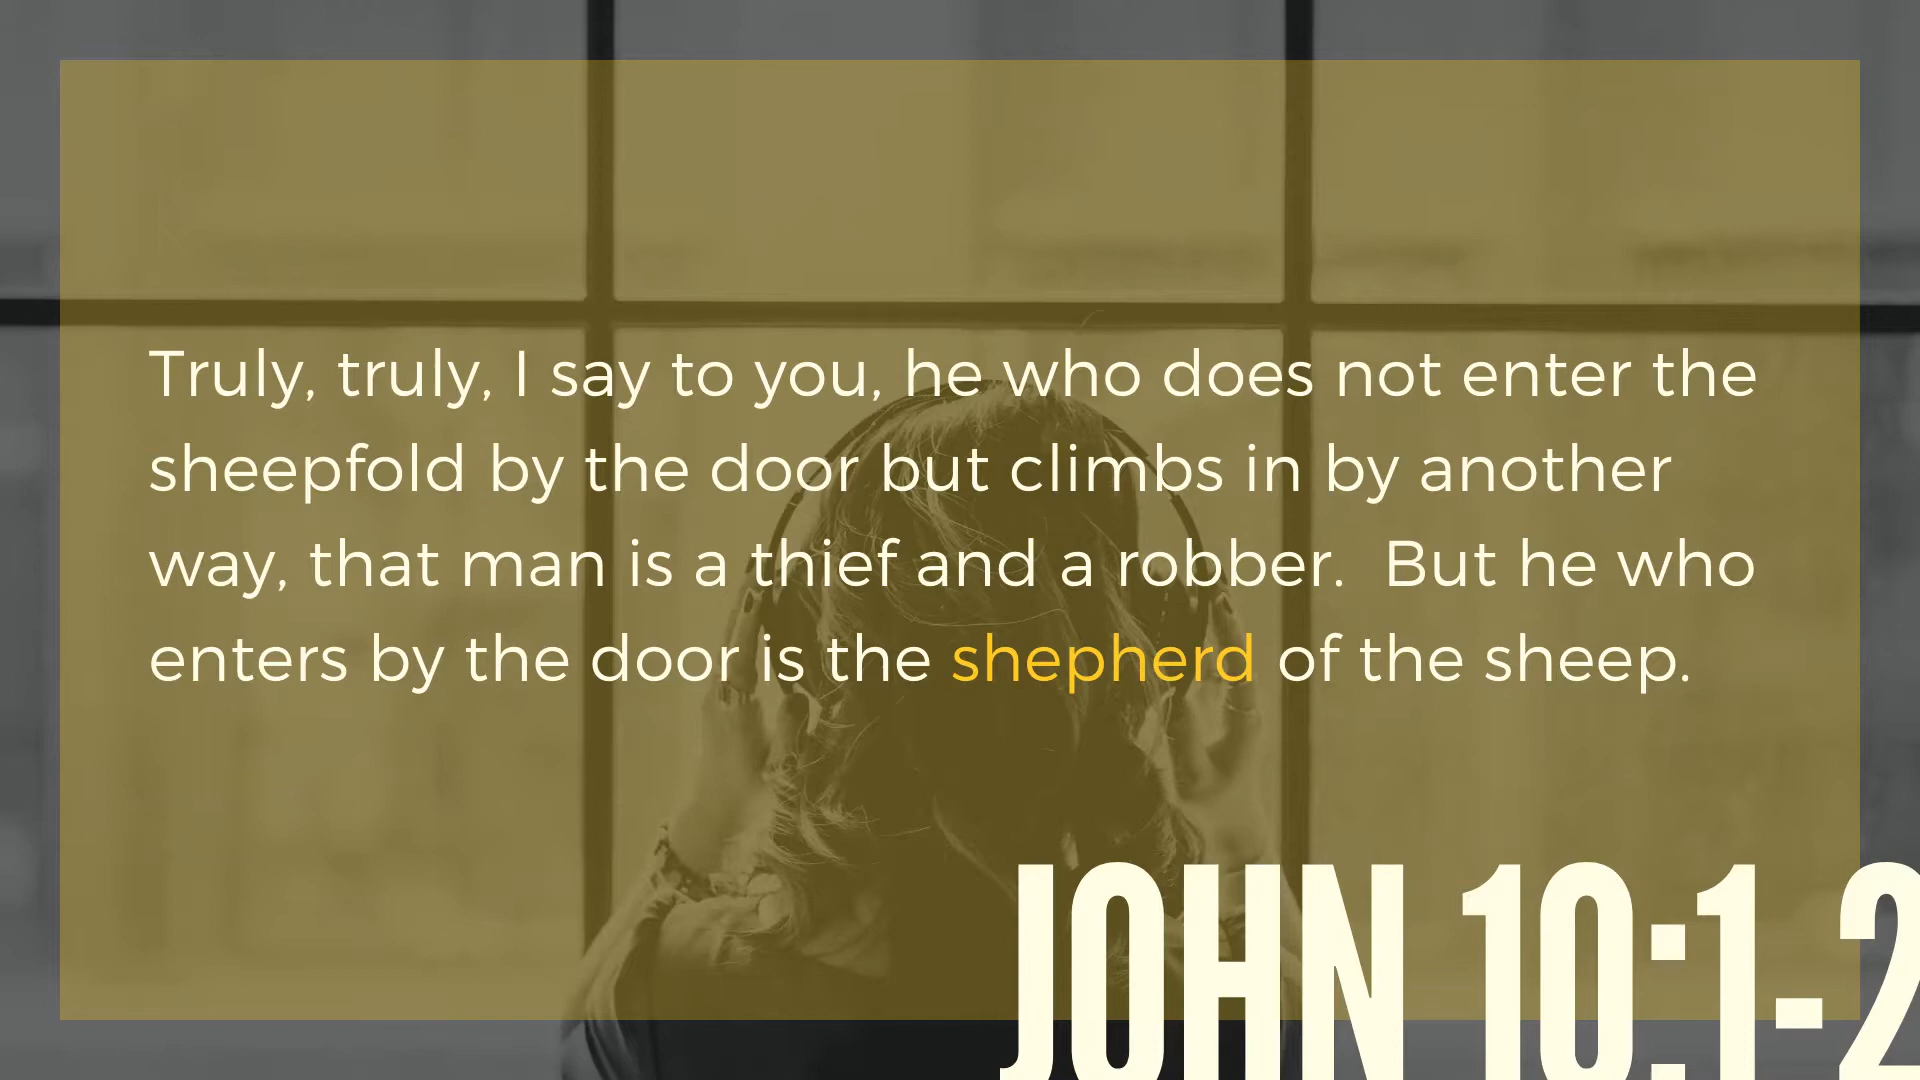 Truly, truly, I say to you, he who does not enter the
sheepfold by the door but climbs in by another
way, that man is a thief and a robber.  But he who
enters by the door is the shepherd of the sheep.
JOHN 10:1-2